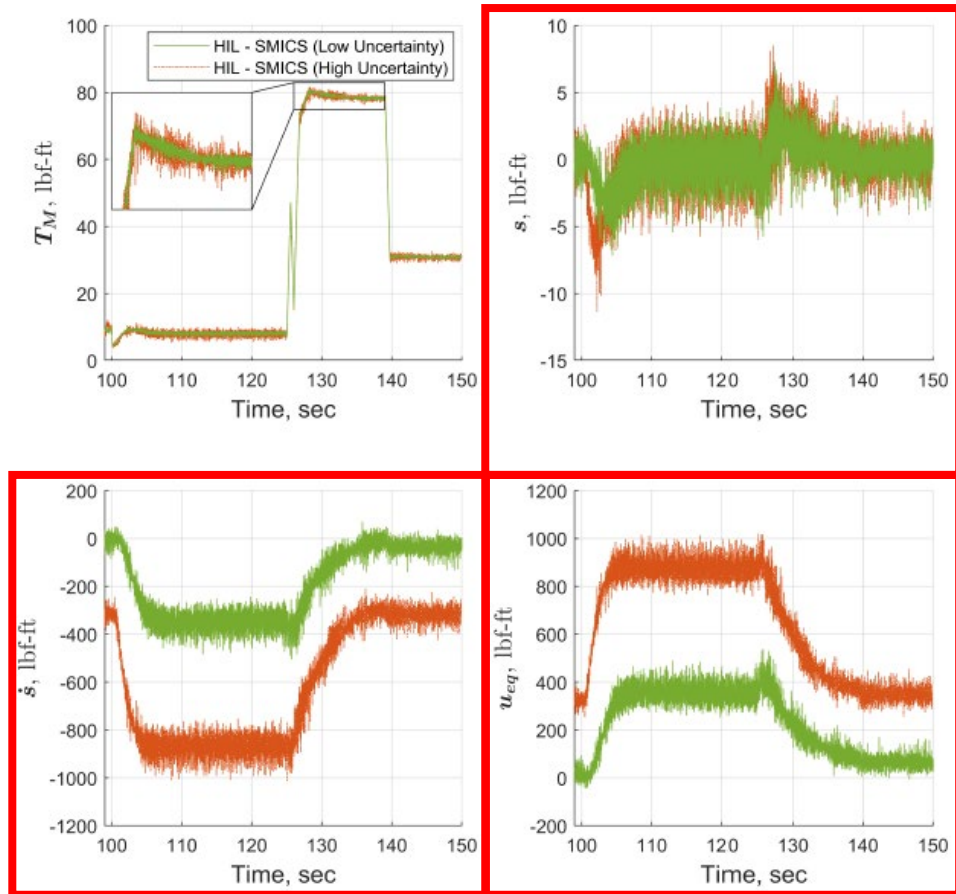 100
80
60
40
20
0
HIL - SMICS (Low Uncertainty)
HIL - SMICS (High Uncertainty)
T_M, lbf-ft
100 110 120 130 140 150
Time, sec
10
5
0
-5
-10
-15
s, lbf-ft
100 110 120 130 140 150
Time, sec
200
0
-200
-400
-600
-800
-1000
-1200
ṡ, lbf-ft
100 110 120 130 140 150
Time, sec
1200
1000
800
600
400
200
0
-200
u_eq, lbf-ft
100 110 120 130 140 150
Time, sec